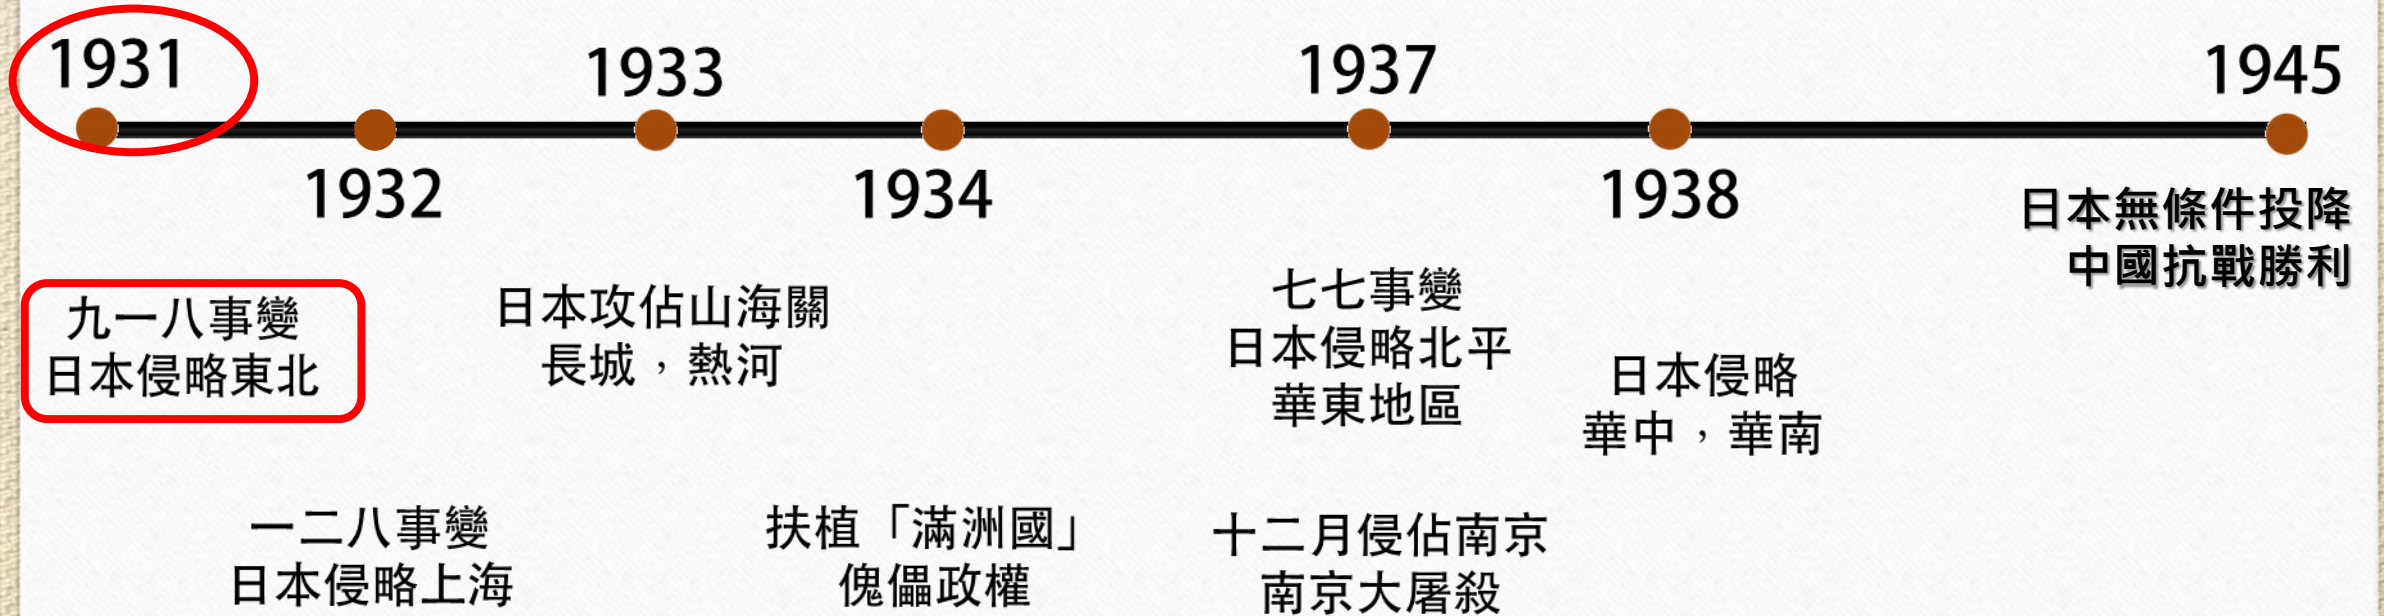 1931
1933
1937
1945
1932
1934
1938
日本無條件投降
中國抗戰勝利
九一八事變
日本侵略東北
日本攻佔山海關
長城，熱河
七七事變
日本侵略北平
華東地區
日本侵略
華中，華南
一二八事變
日本侵略上海
扶植「滿洲國」
傀儡政權
十二月侵佔南京
南京大屠殺